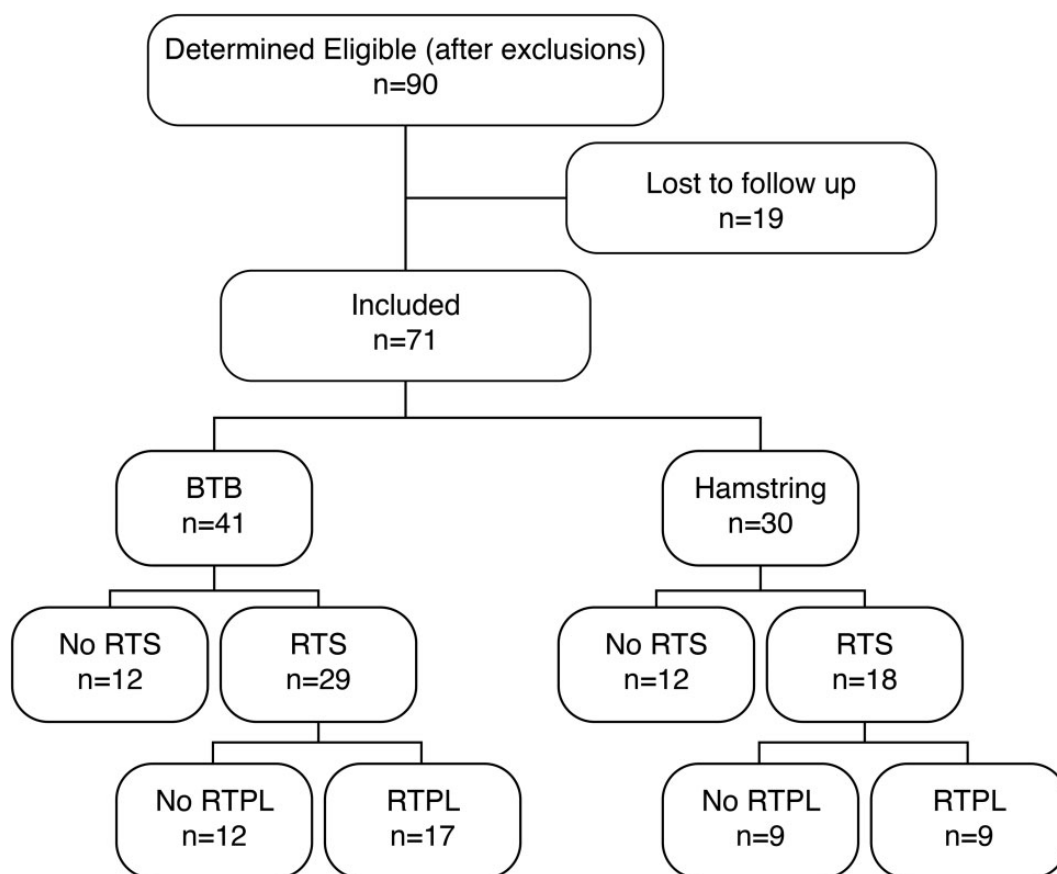 Determined Eligible (after exclusions)
n=90
Lost to follow up
n=19
Included
n=71
BTB
n=41
Hamstring
n=30
No RTS
n=12
RTS
n=29
No RTS
n=12
RTS
n=18
No RTPL
n=12
RTPL
n=17
No RTPL
n=9
RTPL
n=9